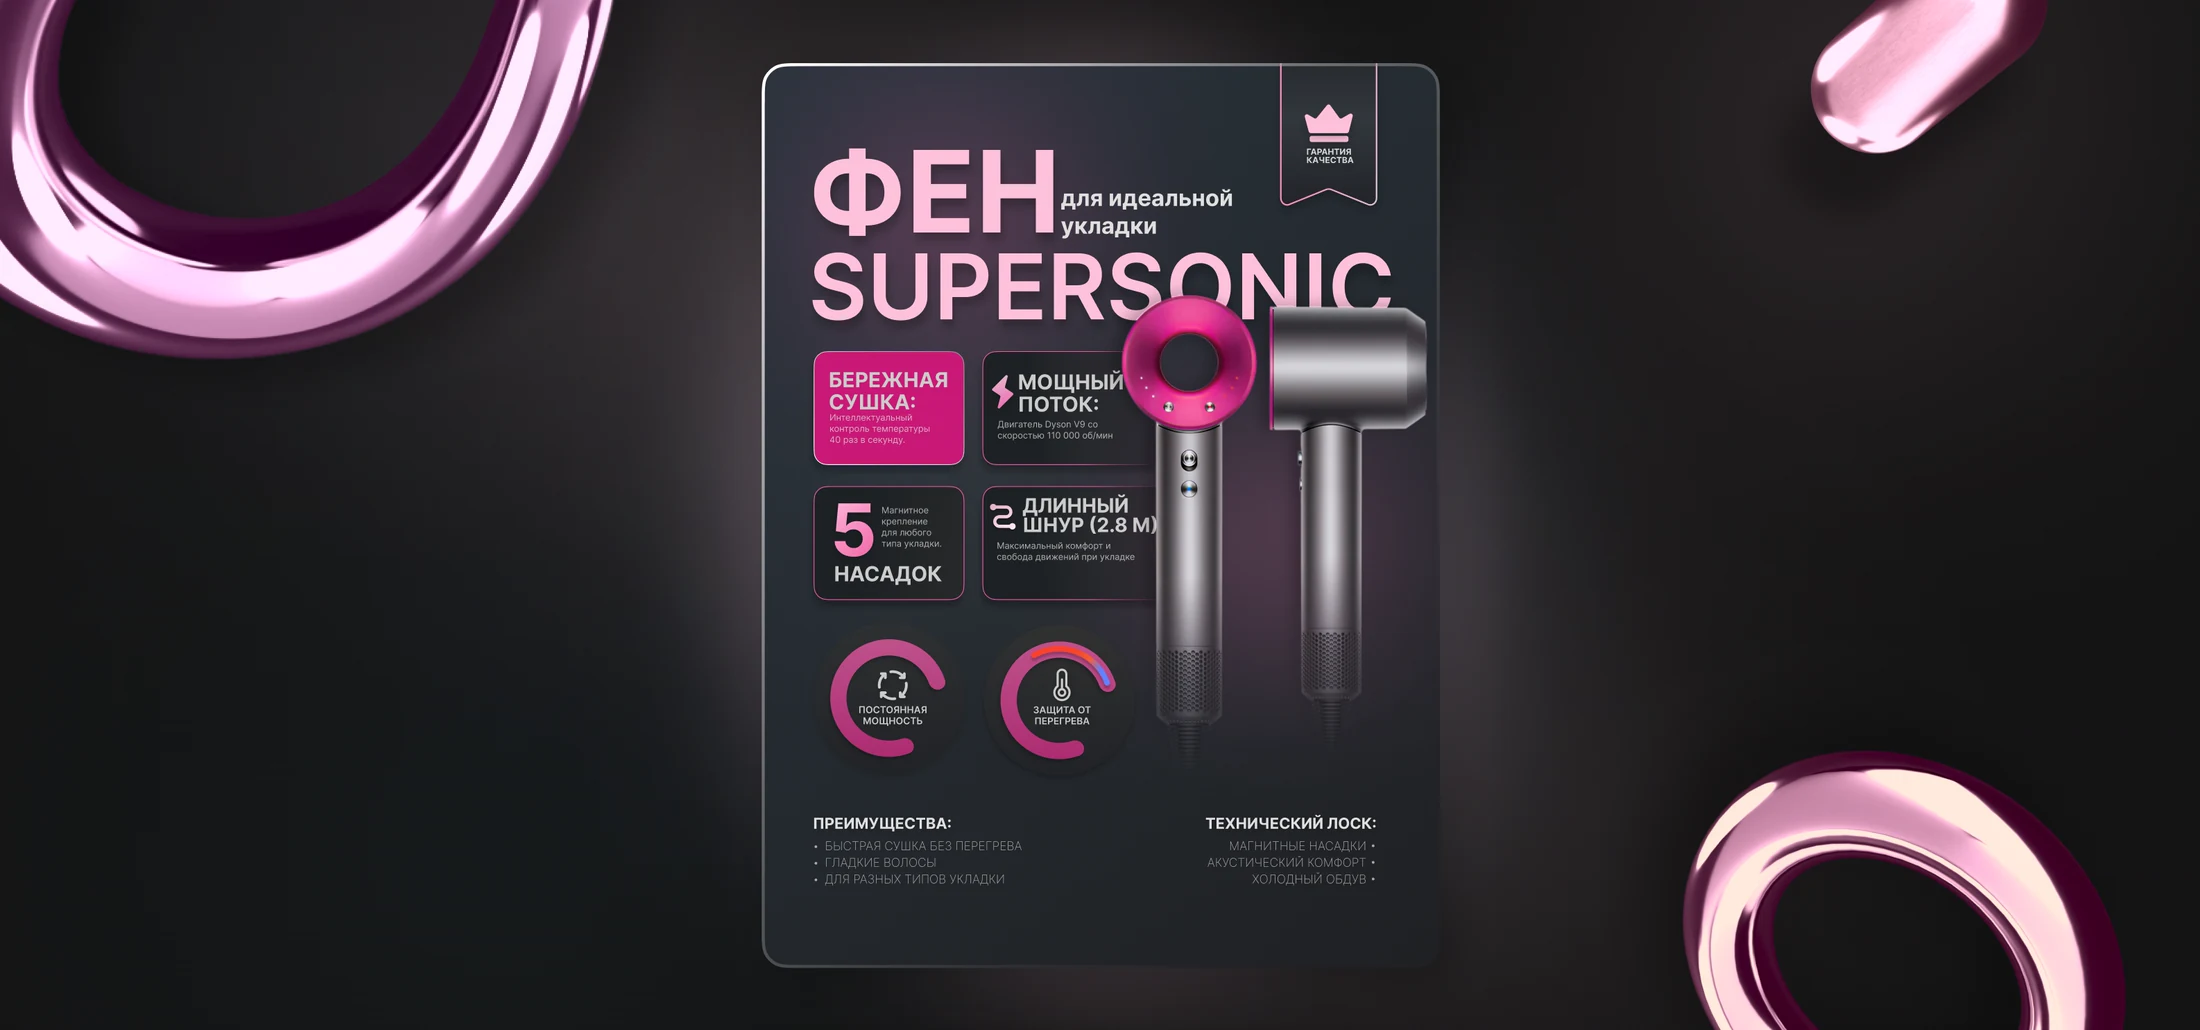 ГАРАНТИЯ
КАЧЕСТВА
ФЕН
для идеальной
укладки
SUPERSONIC
БЕРЕЖНАЯ
СУШКА:
Интеллектуальный
контроль температуры
40 раз в секунду.
МОЩНЫЙ
ПОТОК:
Двигатель Dyson V9 со
скоростью 110 000 об/мин
5
Магнитное
крепление
для любого
типа укладки.
НАСАДОК
ДЛИННЫЙ
ШНУР (2.8 М)
Максимальный комфорт и
свобода движений при укладке
ПОСТОЯННАЯ
МОЩНОСТЬ
ЗАЩИТА ОТ
ПЕРЕГРЕВА
ПРЕИМУЩЕСТВА:
• БЫСТРАЯ СУШКА БЕЗ ПЕРЕГРЕВА
• ГЛАДКИЕ ВОЛОСЫ
• ДЛЯ РАЗНЫХ ТИПОВ УКЛАДКИ
ТЕХНИЧЕСКИЙ ЛОСК:
МАГНИТНЫЕ НАСАДКИ •
АКУСТИЧЕСКИЙ КОМФОРТ •
ХОЛОДНЫЙ ОБДУВ •